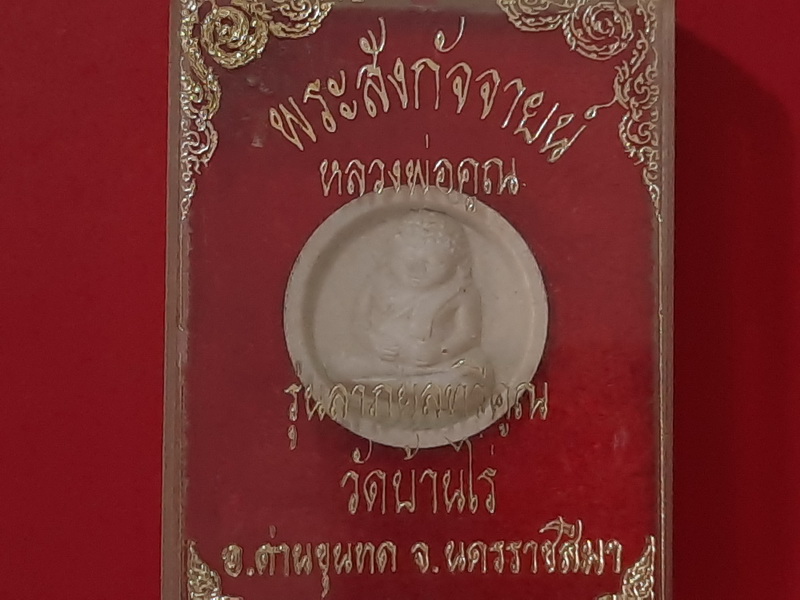 พระสังกัจจายน์
หลวงพ่อคูณ
รุ่นลาภยศทวีคูณ
วัดบ้านไร่
อ.ด่านขุนทด จ.นครราชสีมา